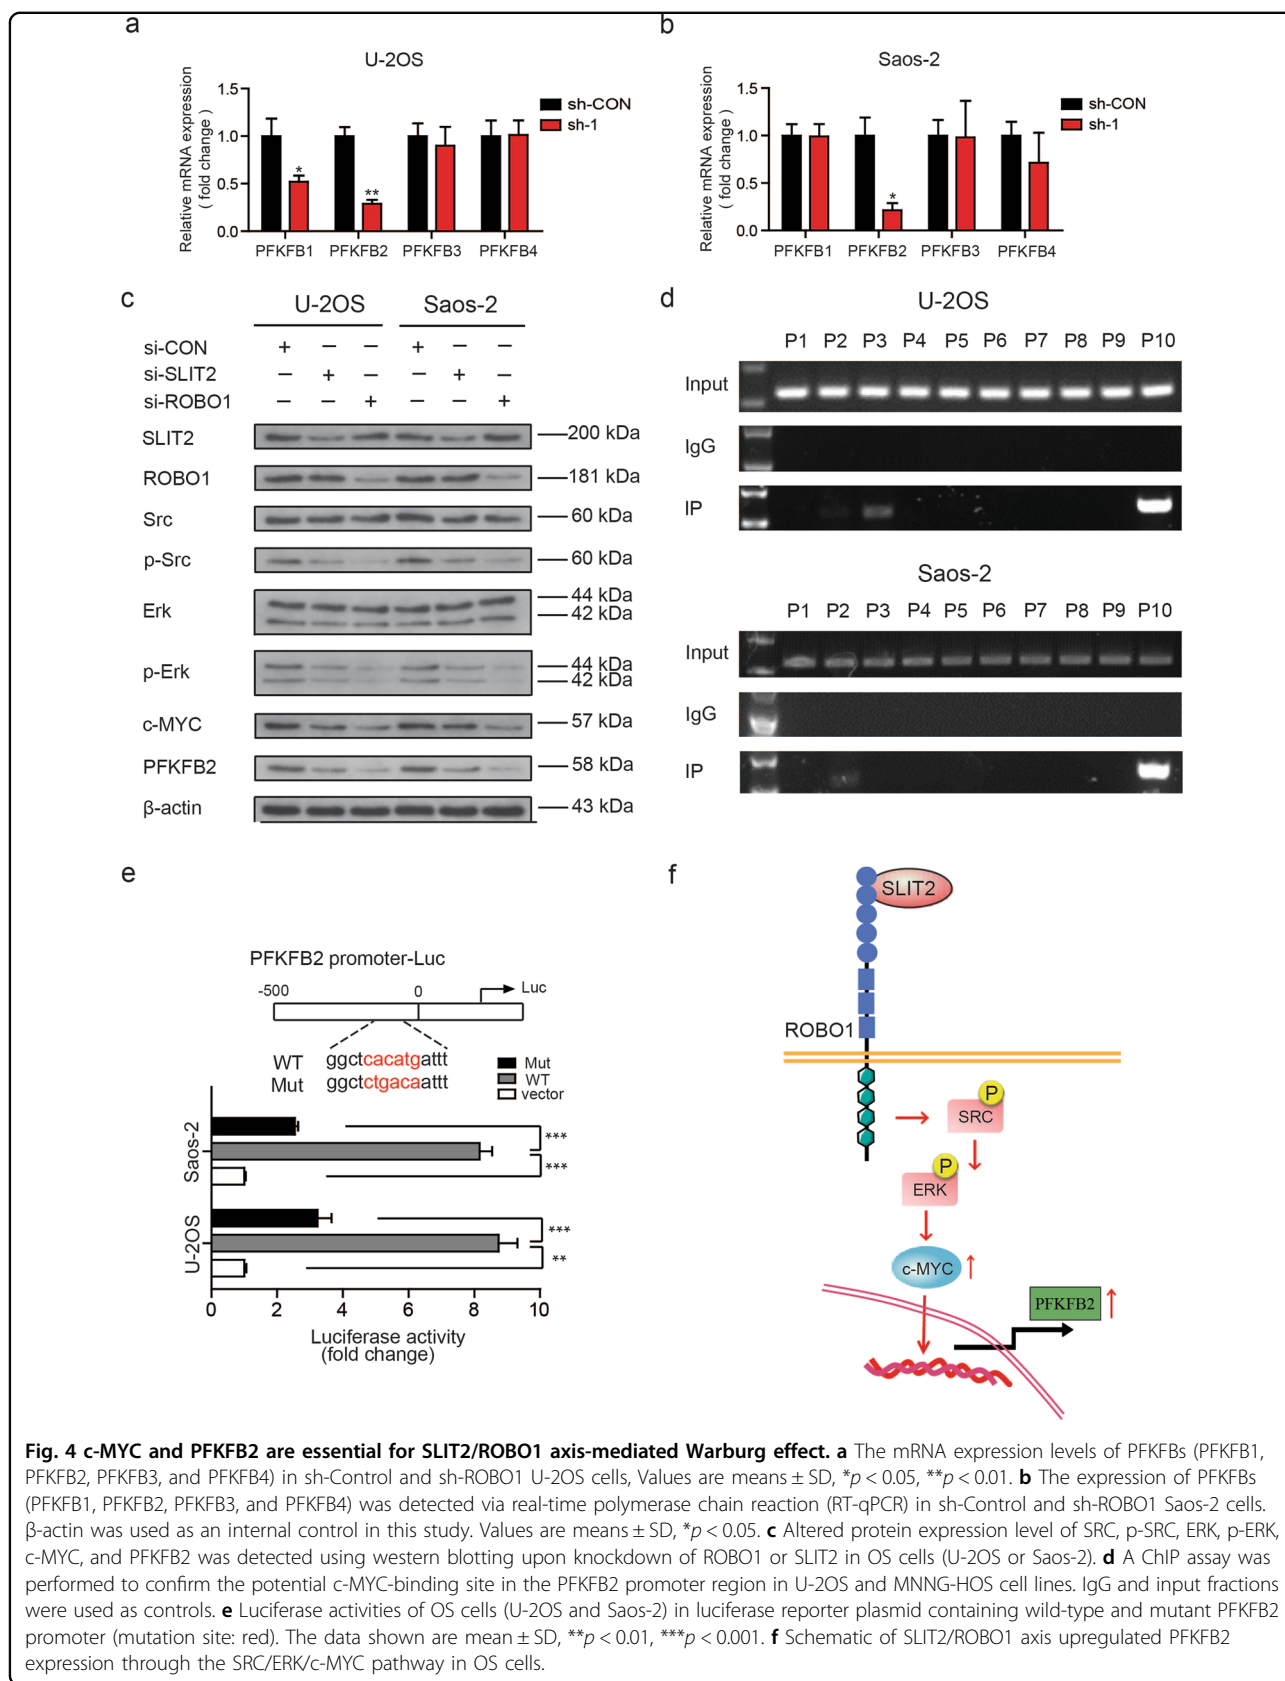 a
U-2OS
Relative mRNA expression
( fold change )
1.5
1.0
0.5
0.0
sh-CON
sh-1
*
**
PFKFB1 PFKFB2 PFKFB3 PFKFB4
b
Saos-2
Relative mRNA expression
( fold change )
1.5
1.0
0.5
0.0
sh-CON
sh-1
*
PFKFB1 PFKFB2 PFKFB3 PFKFB4
c
U-2OS Saos-2
si-CON + − − + − −
si-SLIT2 − + − − + −
si-ROBO1 − − + − − +
SLIT2 200 kDa
ROBO1 181 kDa
Src 60 kDa
p-Src 60 kDa
Erk 44 kDa
42 kDa
p-Erk 44 kDa
42 kDa
c-MYC 57 kDa
PFKFB2 58 kDa
β-actin 43 kDa
d
U-2OS
P1 P2 P3 P4 P5 P6 P7 P8 P9 P10
Input
IgG
IP
Saos-2
P1 P2 P3 P4 P5 P6 P7 P8 P9 P10
Input
IgG
IP
e
PFKFB2 promoter-Luc
-500 0 Luc
WT ggctcacatgattt
Mut ggctctgacaattt
Mut
WT
vector
Saos-2
***
***
U-2OS
***
**
0 2 4 6 8 10
Luciferase activity
(fold change)
f
SLIT2
ROBO1
P
SRC
P
ERK
c-MYC
PFKFB2
Fig. 4 c-MYC and PFKFB2 are essential for SLIT2/ROBO1 axis-mediated Warburg effect. a The mRNA expression levels of PFKFBs (PFKFB1,
PFKFB2, PFKFB3, and PFKFB4) in sh-Control and sh-ROBO1 U-2OS cells, Values are means ± SD, *p < 0.05, **p < 0.01. b The expression of PFKFBs
(PFKFB1, PFKFB2, PFKFB3, and PFKFB4) was detected via real-time polymerase chain reaction (RT-qPCR) in sh-Control and sh-ROBO1 Saos-2 cells.
β-actin was used as an internal control in this study. Values are means ± SD, *p < 0.05. c Altered protein expression level of SRC, p-SRC, ERK, p-ERK,
c-MYC, and PFKFB2 was detected using western blotting upon knockdown of ROBO1 or SLIT2 in OS cells (U-2OS or Saos-2). d A ChIP assay was
performed to confirm the potential c-MYC-binding site in the PFKFB2 promoter region in U-2OS and MNNG-HOS cell lines. IgG and input fractions
were used as controls. e Luciferase activities of OS cells (U-2OS and Saos-2) in luciferase reporter plasmid containing wild-type and mutant PFKFB2
promoter (mutation site: red). The data shown are mean ± SD, **p < 0.01, ***p < 0.001. f Schematic of SLIT2/ROBO1 axis upregulated PFKFB2
expression through the SRC/ERK/c-MYC pathway in OS cells.